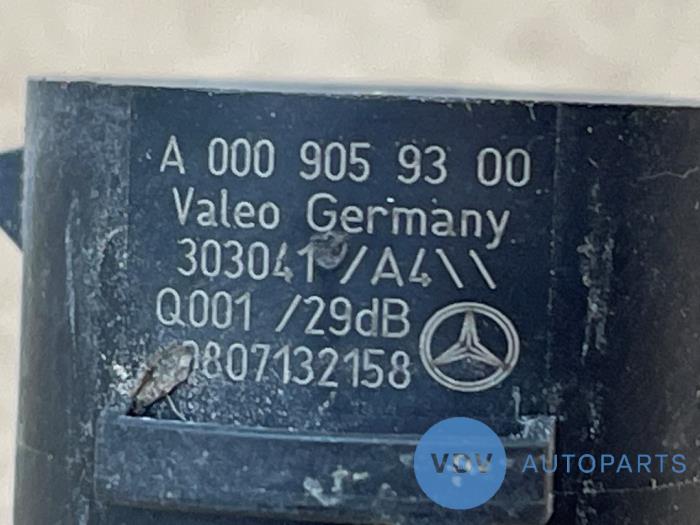 A 000 905 93 00
Valeo Germany
303041 /A4\\
Q001 /29dB
0807132158
VDV AUTOPARTS